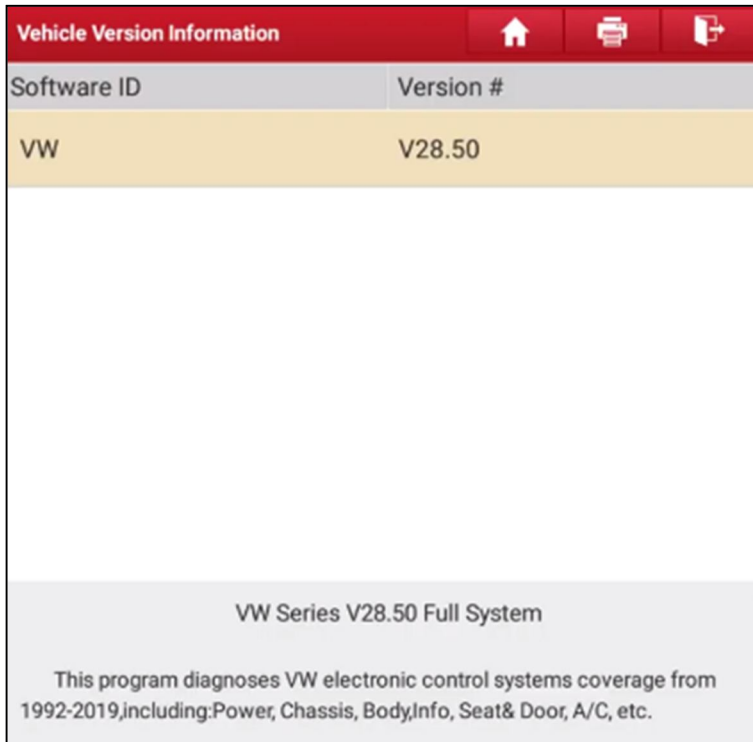 Vehicle Version Information
Software ID Version #
VW V28.50
VW Series V28.50 Full System
This program diagnoses VW electronic control systems coverage from
1992-2019,including:Power, Chassis, Body,Info, Seat& Door, A/C, etc.